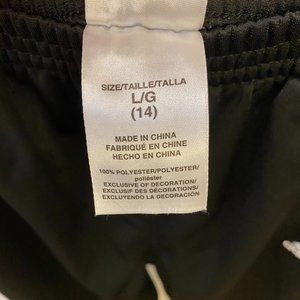 SIZE/TAILLE/TALLA
L/G
(14)
MADE IN CHINA
FABRIQUÉ EN CHINE
HECHO EN CHINA
100% POLYESTER/POLYESTER/
poliéster
EXCLUSIVE OF DECORATION/
EXCLUSIF DES DÉCORATIONS/
EXCLUYENDO LA DECORACIÓN